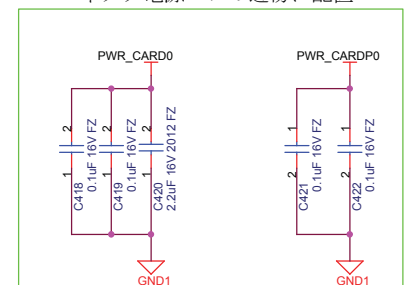 PWR_CARD0
PWR_CARDP0
2
1
C418
0.1uF 16V FZ
2
1
C419
0.1uF 16V FZ
2
1
C420
2.2uF 16V 2012 FZ
1
2
C421
0.1uF 16V FZ
1
2
C422
0.1uF 16V FZ
GND1
GND1